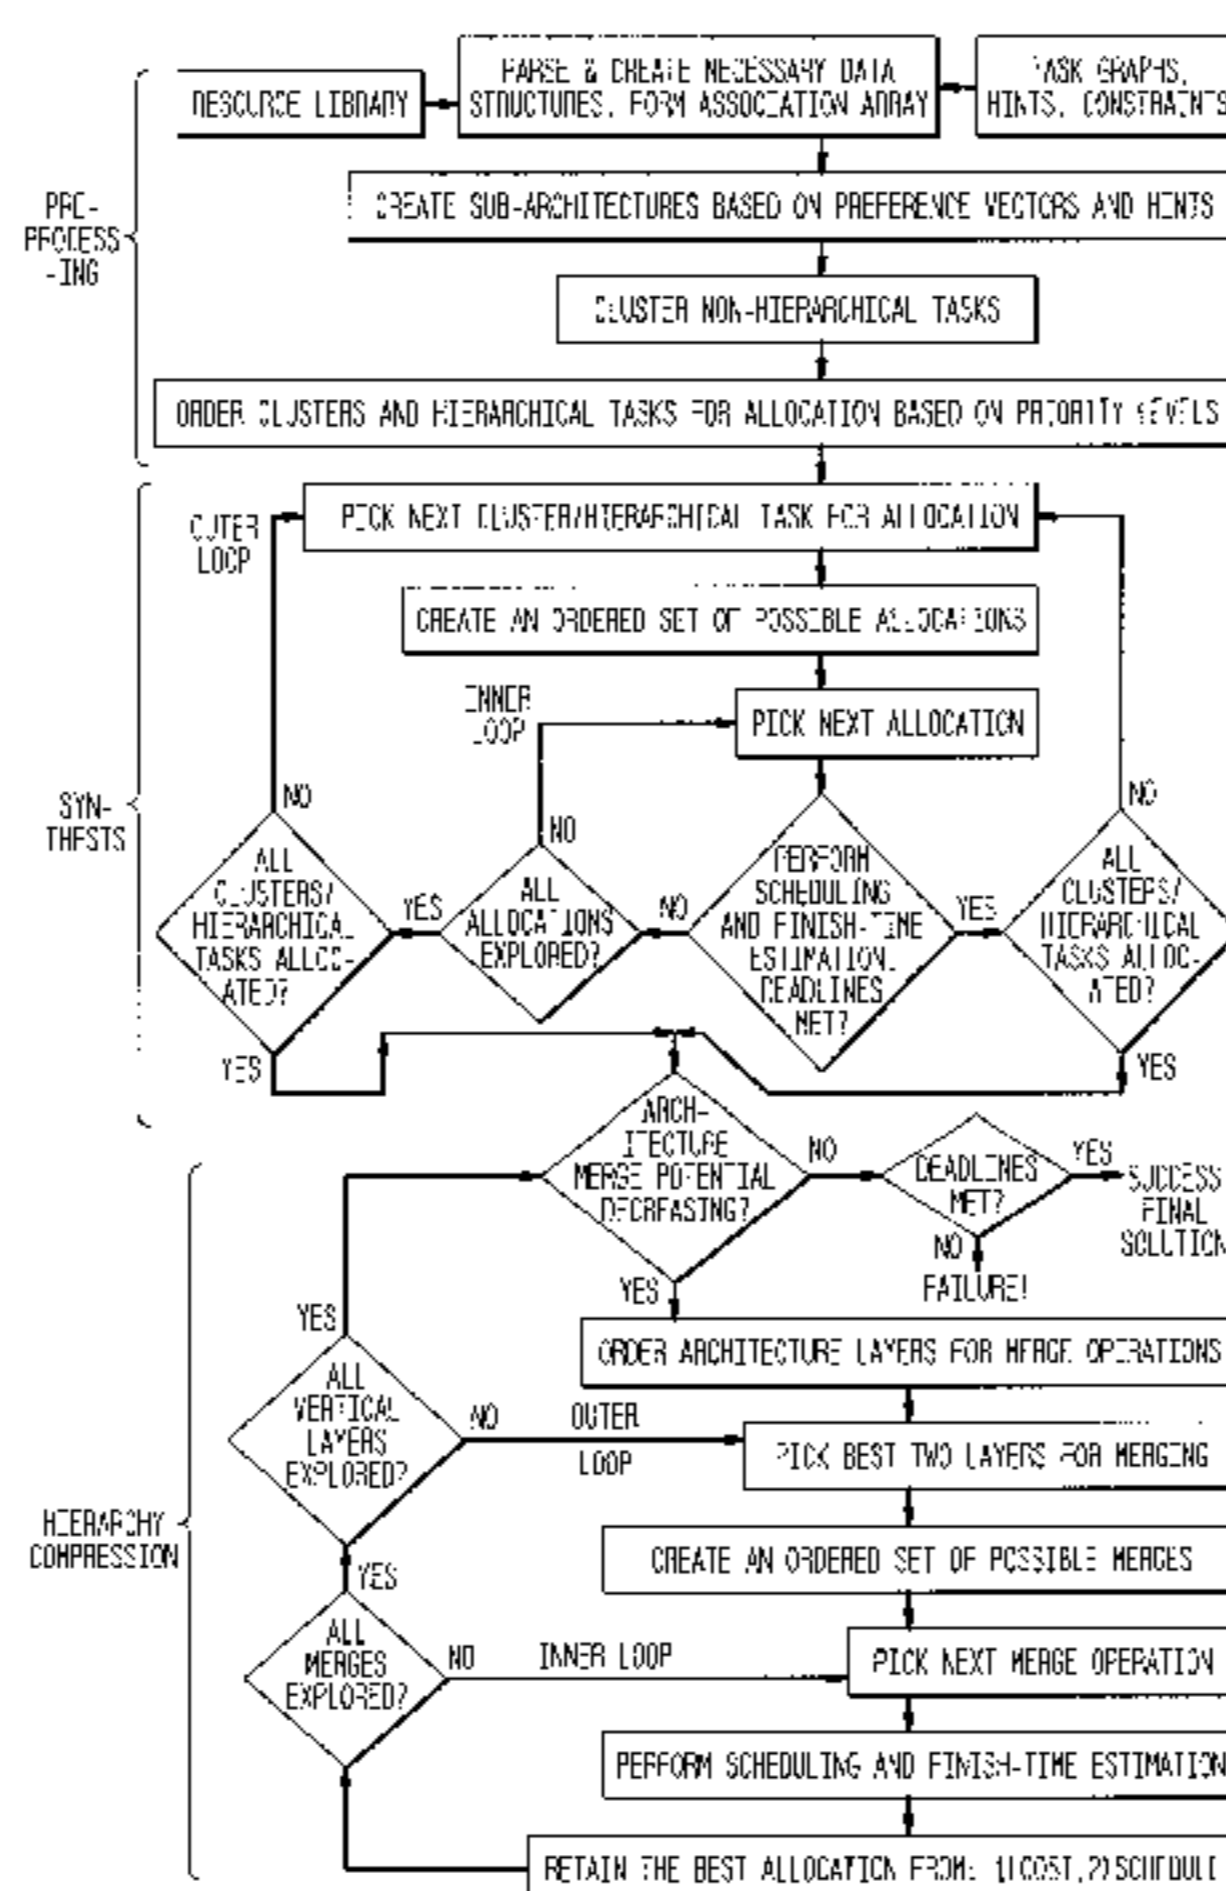 PARSE & CREATE NECESSARY DATA
STRUCTURES, FORM ASSOCIATION ARRAY
RESOURCE LIBRARY
TASK GRAPHS,
HINTS, CONSTRAINTS
PRE-
PROCESS
-ING
CREATE SUB-ARCHITECTURES BASED ON PREFERENCE VECTORS AND HINTS
CLUSTER NON-HIERARCHICAL TASKS
ORDER CLUSTERS AND HIERARCHICAL TASKS FOR ALLOCATION BASED ON PRIORITY LEVELS
OUTER
LOOP
PICK NEXT CLUSTER/HIERARCHICAL TASK FOR ALLOCATION
CREATE AN ORDERED SET OF POSSIBLE ALLOCATIONS
INNER
LOOP
PICK NEXT ALLOCATION
SYN-
THESIS
NO
ALL
CLUSTERS/
HIERARCHICAL
TASKS ALLOC-
ATED?
YES
YES
NO
ALL
ALLOCATIONS
EXPLORED?
NO
PERFORM
SCHEDULING
AND FINISH-TIME
ESTIMATION.
DEADLINES
MET?
YES
NO
ALL
CLUSTERS/
HIERARCHICAL
TASKS ALLOC-
ATED?
YES
ARCH-
ITECTURE
MERGE POTENTIAL
DECREASING?
NO
DEADLINES
MET?
YES
SUCCESS
FINAL
SOLUTION
NO
FAILURE!
YES
ORDER ARCHITECTURE LAYERS FOR MERGE OPERATIONS
YES
ALL
VERTICAL
LAYERS
EXPLORED?
NO
OUTER
LOOP
PICK BEST TWO LAYERS FOR MERGING
HIERARCHY
COMPRESSION
CREATE AN ORDERED SET OF POSSIBLE MERGES
YES
ALL
MERGES
EXPLORED?
NO
INNER LOOP
PICK NEXT MERGE OPERATION
PERFORM SCHEDULING AND FINISH-TIME ESTIMATION
RETAIN THE BEST ALLOCATION FROM: 1)COST,2)SCHEDUL